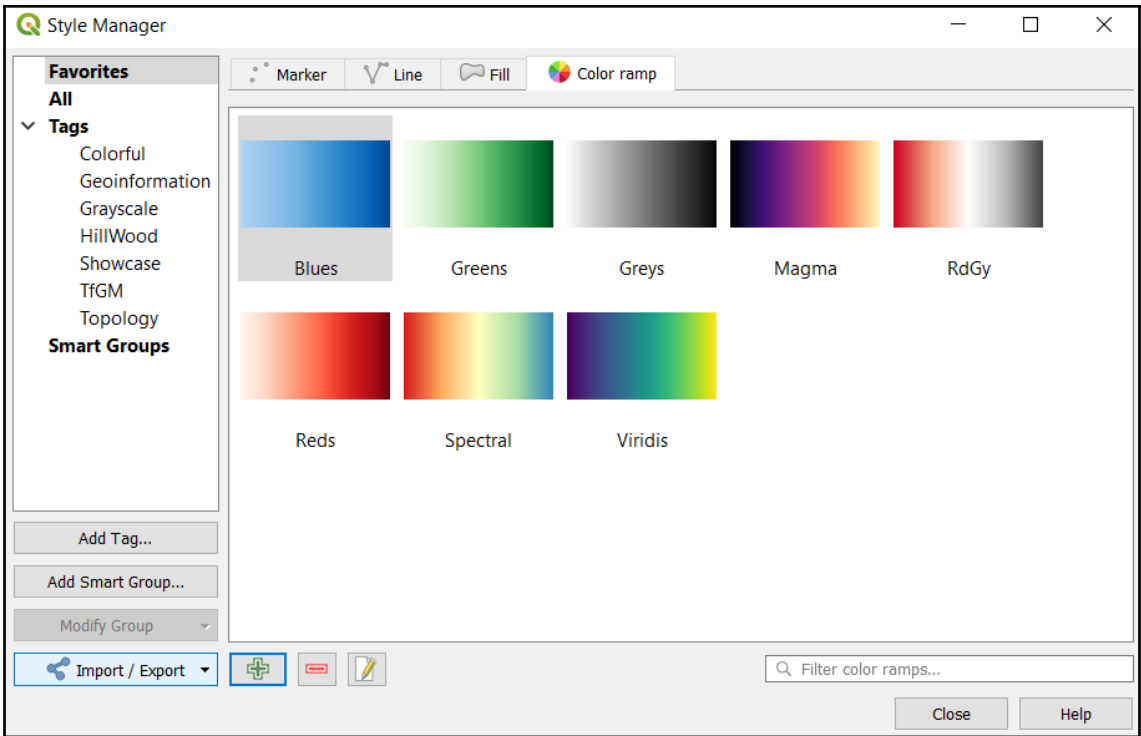 Style Manager
Favorites
All
Tags
Colorful
Geoinformation
Grayscale
HillWood
Showcase
TfGM
Topology
Smart Groups
Add Tag...
Add Smart Group...
Modify Group
Import / Export
Marker Line Fill Color ramp
Blues Greens Greys Magma RdGy
Reds Spectral Viridis
Filter color ramps...
Close Help